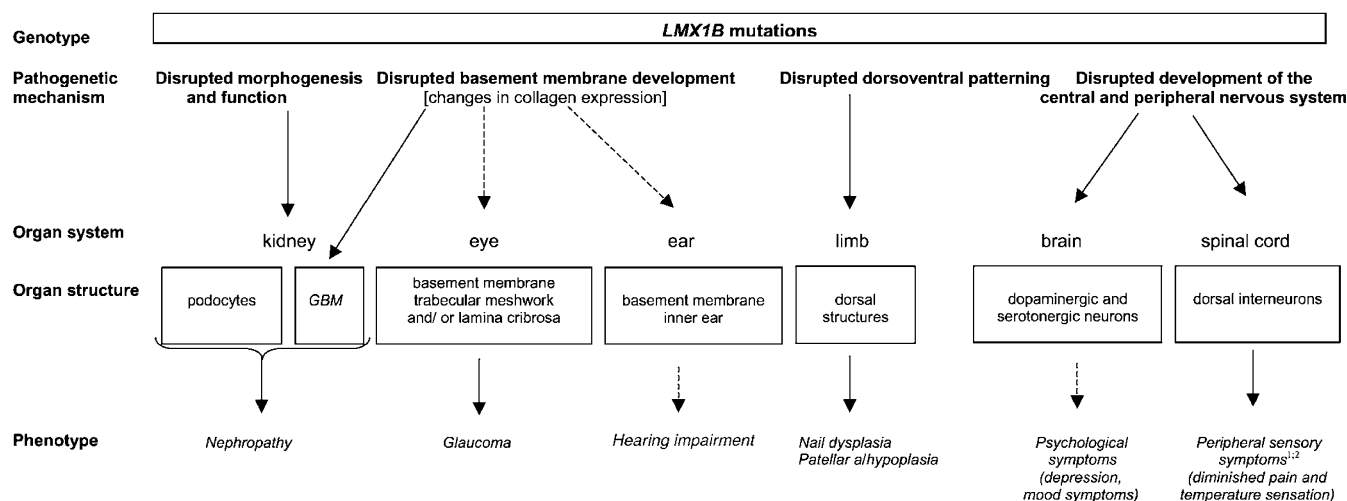 Genotype
LMX1B mutations
Pathogenetic
mechanism
Disrupted morphogenesis
and function
Disrupted basement membrane development
[changes in collagen expression]
Disrupted dorsoventral patterning
Disrupted development of the
central and peripheral nervous system
Organ system
kidney
eye
ear
limb
brain
spinal cord
Organ structure
podocytes
GBM
basement membrane
trabecular meshwork
and/ or lamina cribrosa
basement membrane
inner ear
dorsal
structures
dopaminergic and
serotonergic neurons
dorsal interneurons
Phenotype
Nephropathy
Glaucoma
Hearing impairment
Nail dysplasia
Patellar a/hypoplasia
Psychological
symptoms
(depression,
mood symptoms)
Peripheral sensory
symptoms1;2
(diminished pain and
temperature sensation)